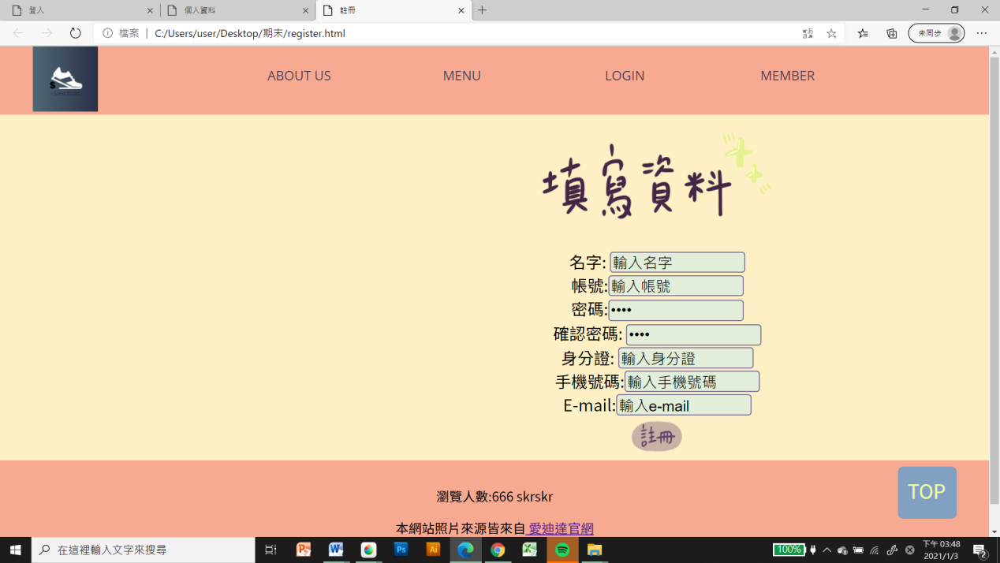 登入
個人資料
註冊
檔案
C:/Users/user/Desktop/期末/register.html
未同步
ABOUT US
MENU
LOGIN
MEMBER
填寫資料
名字: 輸入名字
帳號:輸入帳號
密碼:••••
確認密碼: ••••
身分證: 輸入身分證
手機號碼:輸入手機號碼
E-mail:輸入e-mail
註冊
TOP
瀏覽人數:666 skrskr
本網站照片來源皆來自 愛迪達官網
在這裡輸入文字來搜尋
100%
下午 03:48
2021/1/3
2